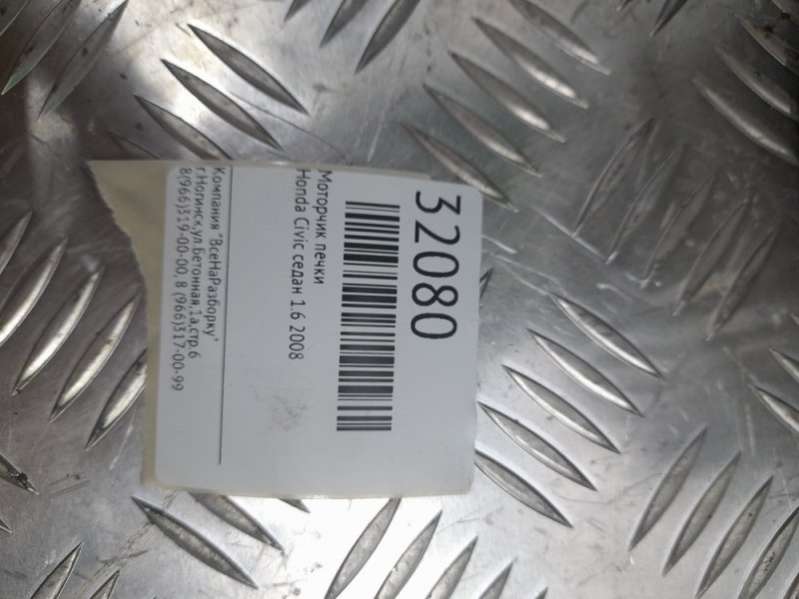 32080
Моторчик печки
Honda Civic седан 1.6 2008
Компания "ВсеНаРазборку"
г.Ногинск,ул.Бетонная,1а,стр.6
8(966)319-00-00, 8 (966)317-00-99